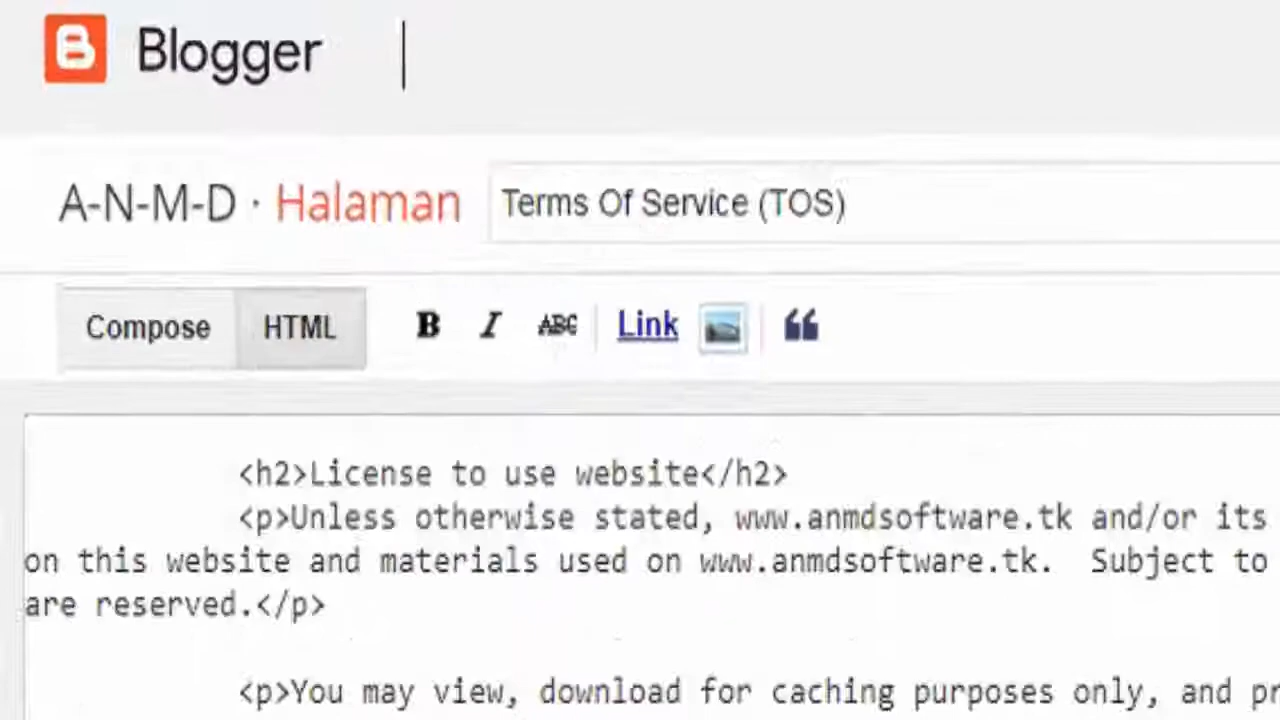 Blogger
A-N-M-D · Halaman Terms Of Service (TOS)
Compose HTML B I ABC Link
<h2>License to use website</h2>
<p>Unless otherwise stated, www.anmdsoftware.tk and/or its
on this website and materials used on www.anmdsoftware.tk. Subject to
are reserved.</p>
<p>You may view, download for caching purposes only, and pr